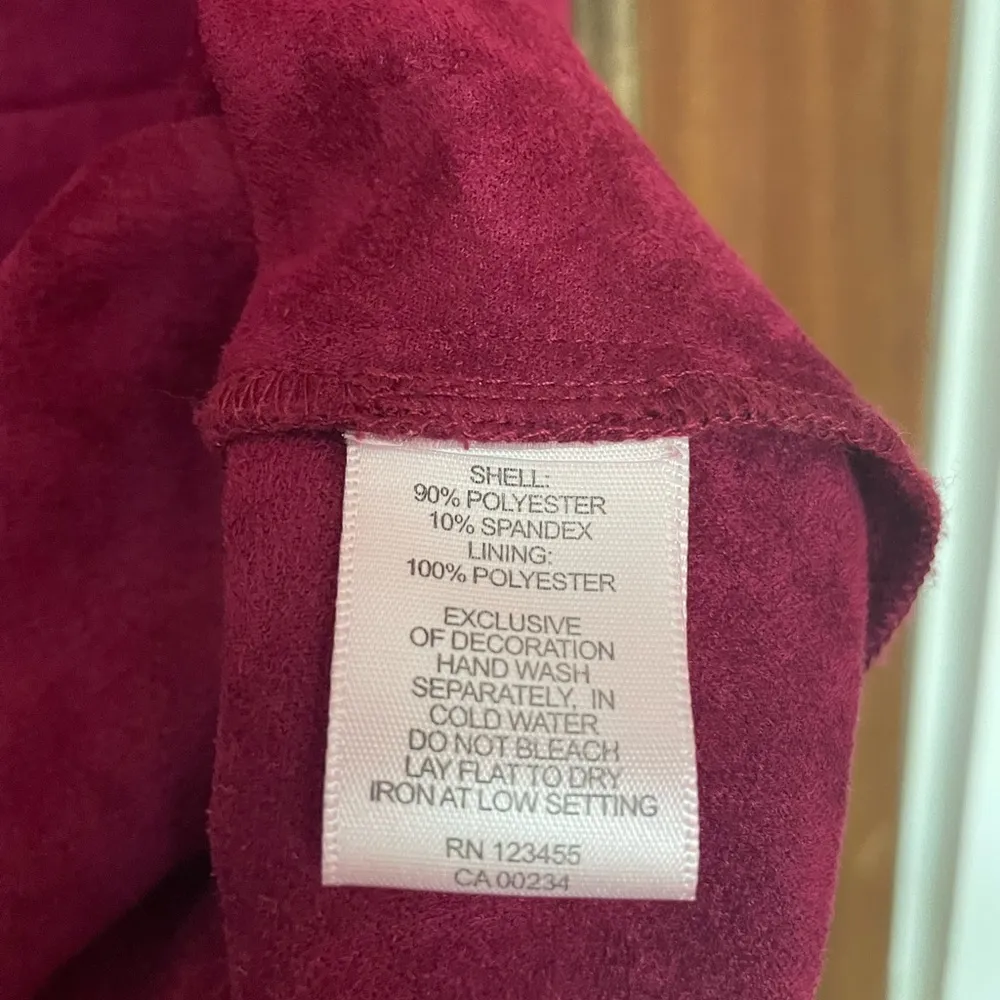 SHELL:
90% POLYESTER
10% SPANDEX
LINING:
100% POLYESTER
EXCLUSIVE
OF DECORATION
HAND WASH
SEPARATELY, IN
COLD WATER
DO NOT BLEACH
LAY FLAT TO DRY
IRON AT LOW SETTING
RN 123455
CA 00234